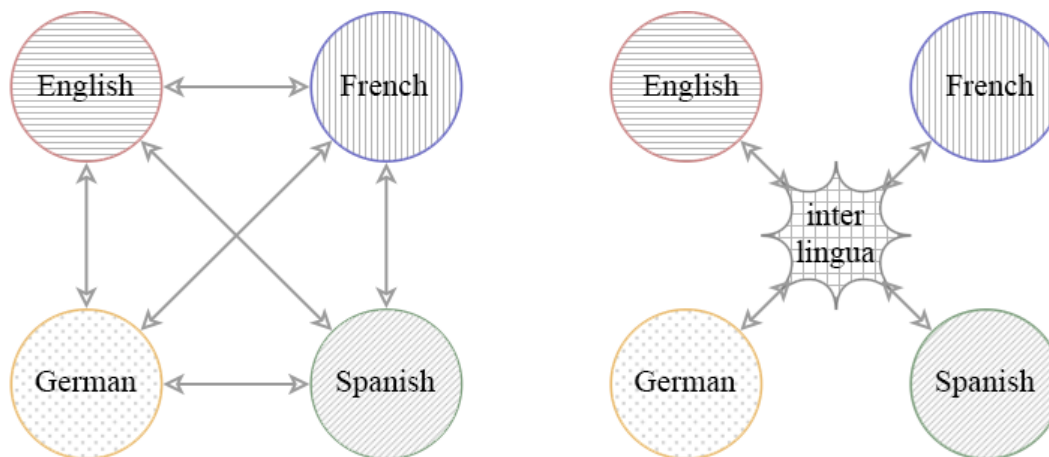 English
French
German
Spanish
English
French
inter
lingua
German
Spanish